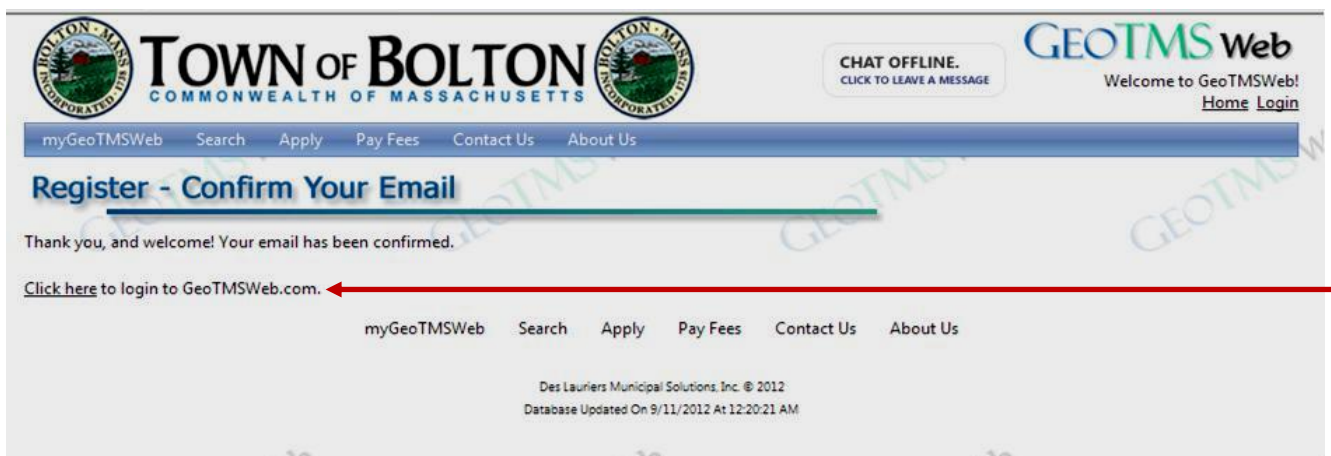 TOWN OF BOLTON
COMMONWEALTH OF MASSACHUSETTS
CHAT OFFLINE.
CLICK TO LEAVE A MESSAGE
GEOTMS Web
Welcome to GeoTMSWeb!
Home Login
myGeoTMSWeb Search Apply Pay Fees Contact Us About Us
Register - Confirm Your Email
Thank you, and welcome! Your email has been confirmed.
Click here to login to GeoTMSWeb.com.
myGeoTMSWeb Search Apply Pay Fees Contact Us About Us
Des Lauriers Municipal Solutions, Inc. © 2012
Database Updated On 9/11/2012 At 12:20:21 AM